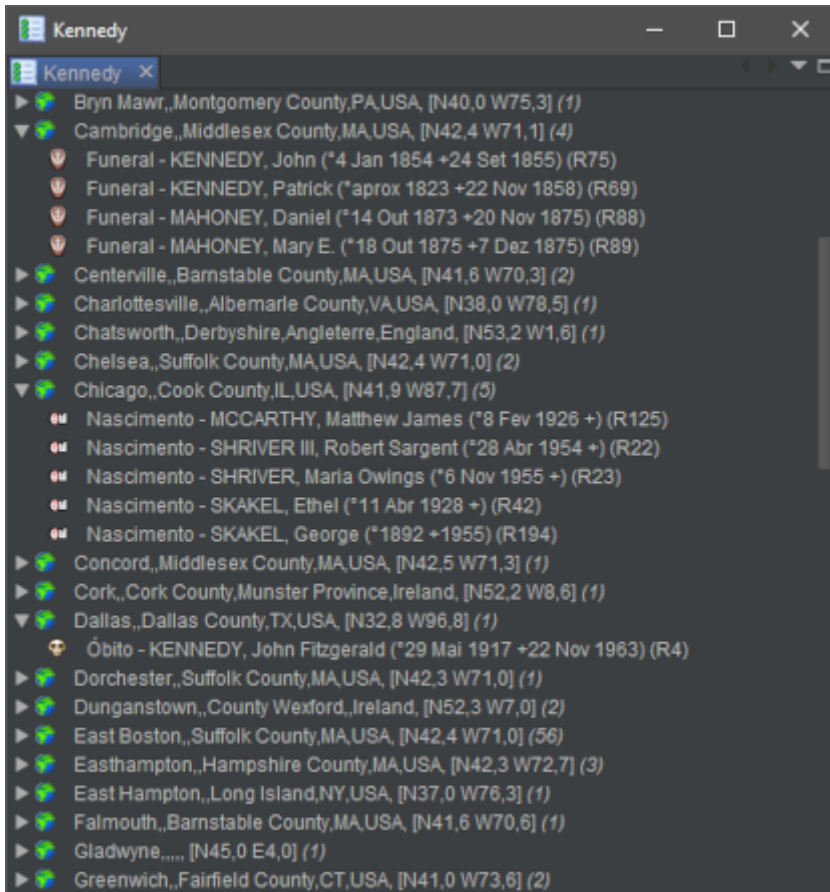 Kennedy
Kennedy
Bryn Mawr,,Montgomery County,PA,USA, [N40,0 W75,3] (1)
Cambridge,,Middlesex County,MA,USA, [N42,4 W71,1] (4)
Funeral - KENNEDY, John (°4 Jan 1854 +24 Set 1855) (R75)
Funeral - KENNEDY, Patrick (°aprox 1823 +22 Nov 1858) (R69)
Funeral - MAHONEY, Daniel (°14 Out 1873 +20 Nov 1875) (R88)
Funeral - MAHONEY, Mary E. (°18 Out 1875 +7 Dez 1875) (R89)
Centerville,,Barnstable County,MA,USA, [N41,6 W70,3] (2)
Charlottesville,,Albemarle County,VA,USA, [N38,0 W78,5] (1)
Chatsworth,,Derbyshire,Angleterre,England, [N53,2 W1,6] (1)
Chelsea,,Suffolk County,MA,USA, [N42,4 W71,0] (2)
Chicago,,Cook County,IL,USA, [N41,9 W87,7] (5)
Nascimento - MCCARTHY, Matthew James (°8 Fev 1926 +) (R125)
Nascimento - SHRIVER III, Robert Sargent (°28 Abr 1954 +) (R22)
Nascimento - SHRIVER, Maria Owings (°6 Nov 1955 +) (R23)
Nascimento - SKAKEL, Ethel (°11 Abr 1928 +) (R42)
Nascimento - SKAKEL, George (°1892 +1955) (R194)
Concord,,Middlesex County,MA,USA, [N42,5 W71,3] (1)
Cork,,Cork County,Munster Province,Ireland, [N52,2 W8,6] (1)
Dallas,,Dallas County,TX,USA, [N32,8 W96,8] (1)
Óbito - KENNEDY, John Fitzgerald (°29 Mai 1917 +22 Nov 1963) (R4)
Dorchester,,Suffolk County,MA,USA, [N42,3 W71,0] (1)
Dunganstown,,County Wexford,,Ireland, [N52,3 W7,0] (2)
East Boston,,Suffolk County,MA,USA, [N42,4 W71,0] (56)
Easthampton,,Hampshire County,MA,USA, [N42,3 W72,7] (3)
East Hampton,,Long Island,NY,USA, [N37,0 W76,3] (1)
Falmouth,,Barnstable County,MA,USA, [N41,6 W70,6] (1)
Gladwyne,,,,, [N45,0 E4,0] (1)
Greenwich,,Fairfield County,CT,USA, [N41,0 W73,6] (2)